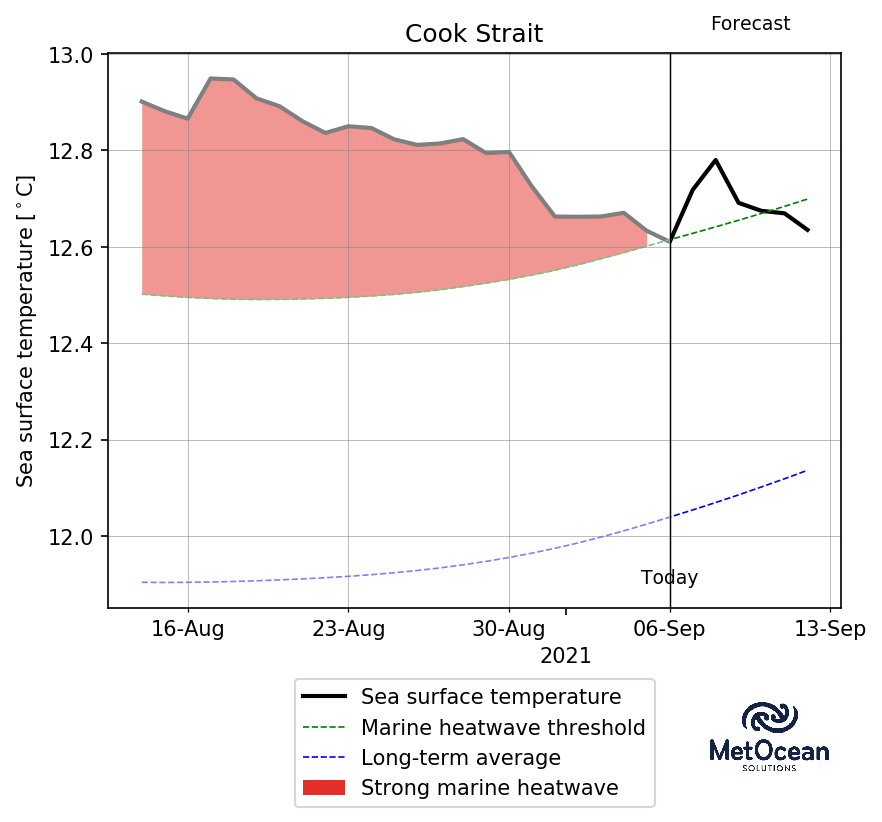 Forecast
Cook Strait
Sea surface temperature [°C]
13.0
12.8
12.6
12.4
12.2
12.0
Today
16-Aug 23-Aug 30-Aug 06-Sep 13-Sep
2021
Sea surface temperature
Marine heatwave threshold
Long-term average
Strong marine heatwave
MetOcean
SOLUTIONS